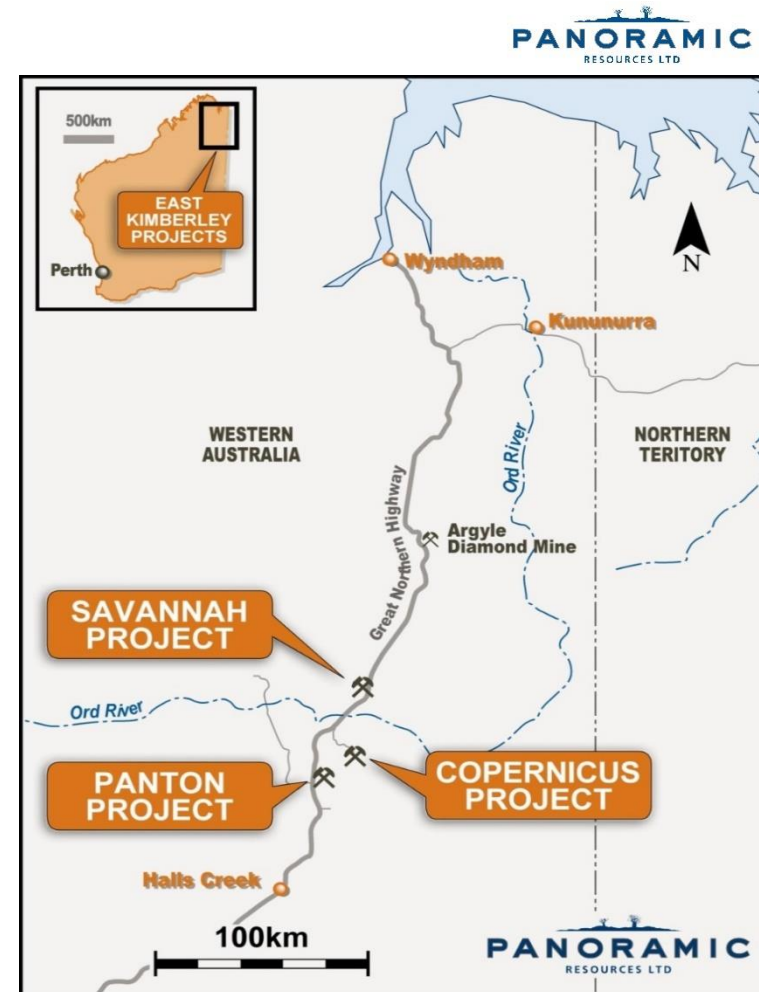 PANORAMIC
RESOURCES LTD
500km
EAST
KIMBERLEY
PROJECTS
Perth
N
Wyndham
Kununurra
WESTERN
AUSTRALIA
NORTHERN
TERITORY
Ord River
Great Northern Highway
Argyle
Diamond Mine
SAVANNAH
PROJECT
Ord River
PANTON
PROJECT
COPERNICUS
PROJECT
Halls Creek
100km
PANORAMIC
RESOURCES LTD